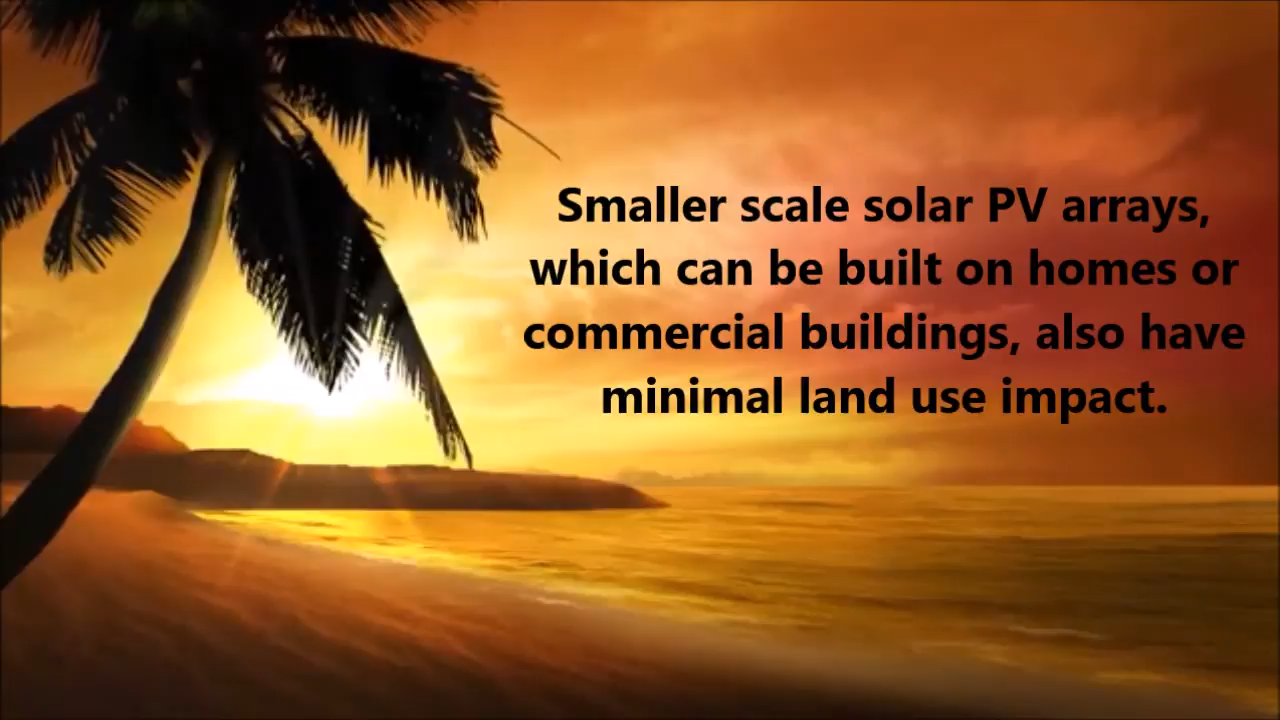 Smaller scale solar PV arrays,
which can be built on homes or
commercial buildings, also have
minimal land use impact.